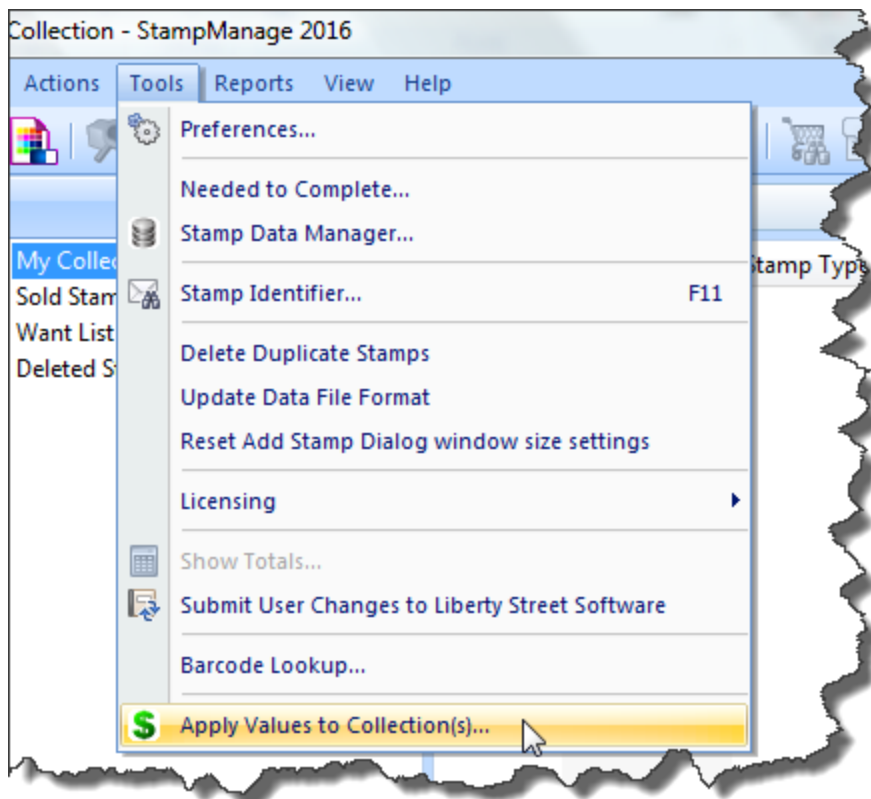 Collection - StampManage 2016
Actions Tools Reports View Help
Preferences...
Needed to Complete...
Stamp Data Manager...
My Collec
Stamp Type
Stamp Identifier... F11
Sold Stam
Want List
Delete Duplicate Stamps
Deleted S
Update Data File Format
Reset Add Stamp Dialog window size settings
Licensing
Show Totals...
Submit User Changes to Liberty Street Software
Barcode Lookup...
$ Apply Values to Collection(s)...